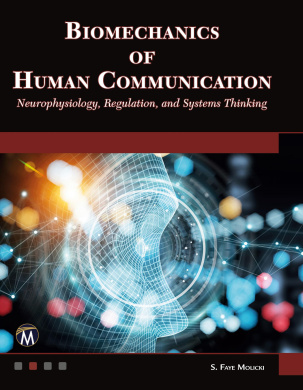 Biomechanics
of
Human Communication
Neurophysiology, Regulation, and Systems Thinking
M
S. Faye Molicki